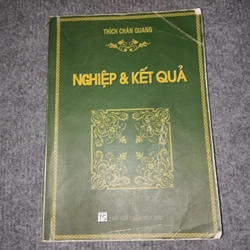 THÍCH CHÂN QUANG
NGHIỆP & KẾT QUẢ